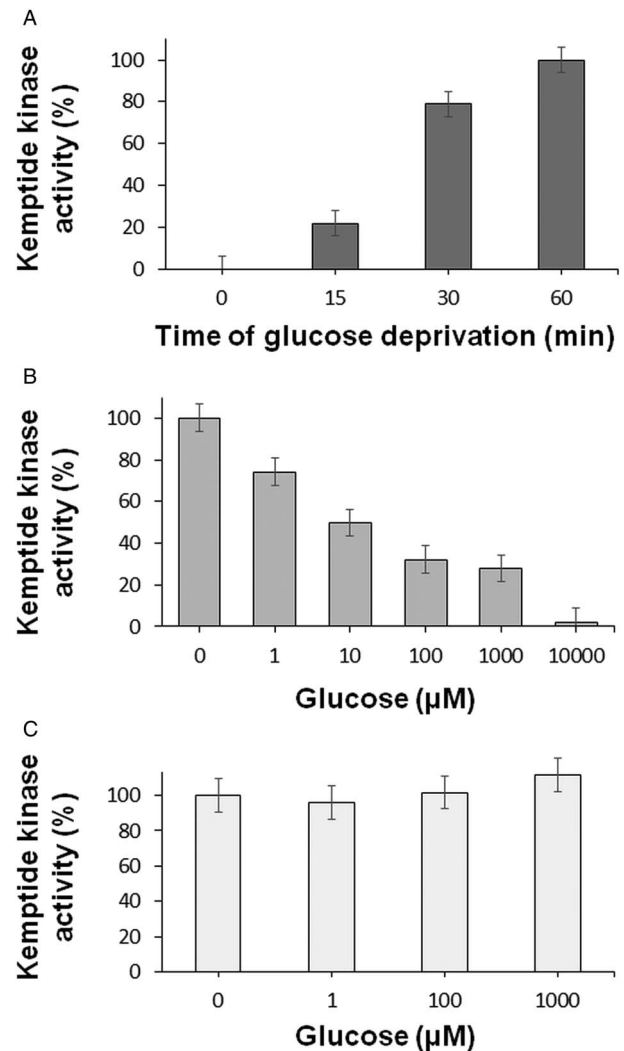 A
Kemptide kinase
activity (%)
100
80
60
40
20
0
0 15 30 60
Time of glucose deprivation (min)
B
Kemptide kinase
activity (%)
100
80
60
40
20
0
0 1 10 100 1000 10000
Glucose (µM)
C
Kemptide kinase
activity (%)
100
80
60
40
20
0
0 1 100 1000
Glucose (µM)